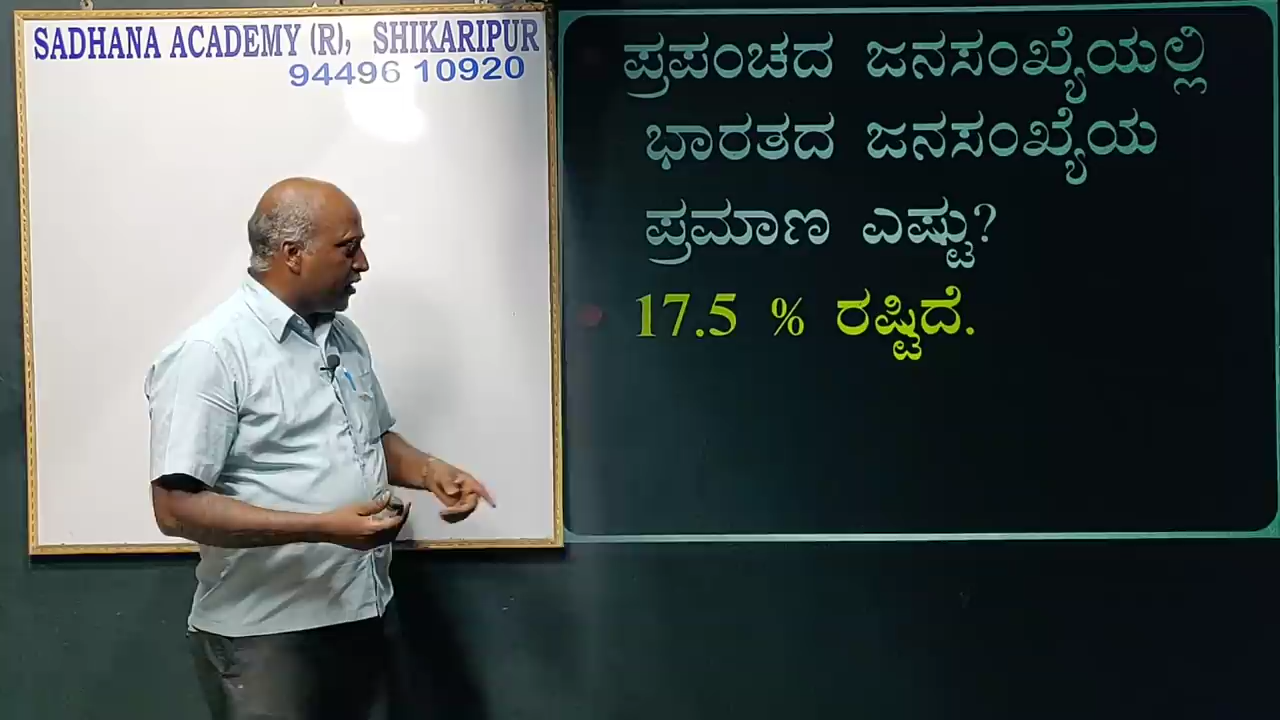 SADHANA ACADEMY (R), SHIKARIPUR
94496 10920
ಪ್ರಪಂಚದ ಜನಸಂಖ್ಯೆಯಲ್ಲಿ
ಭಾರತದ ಜನಸಂಖ್ಯೆಯ
ಪ್ರಮಾಣ ಎಷ್ಟು?
17.5 % ರಷ್ಟಿದೆ.